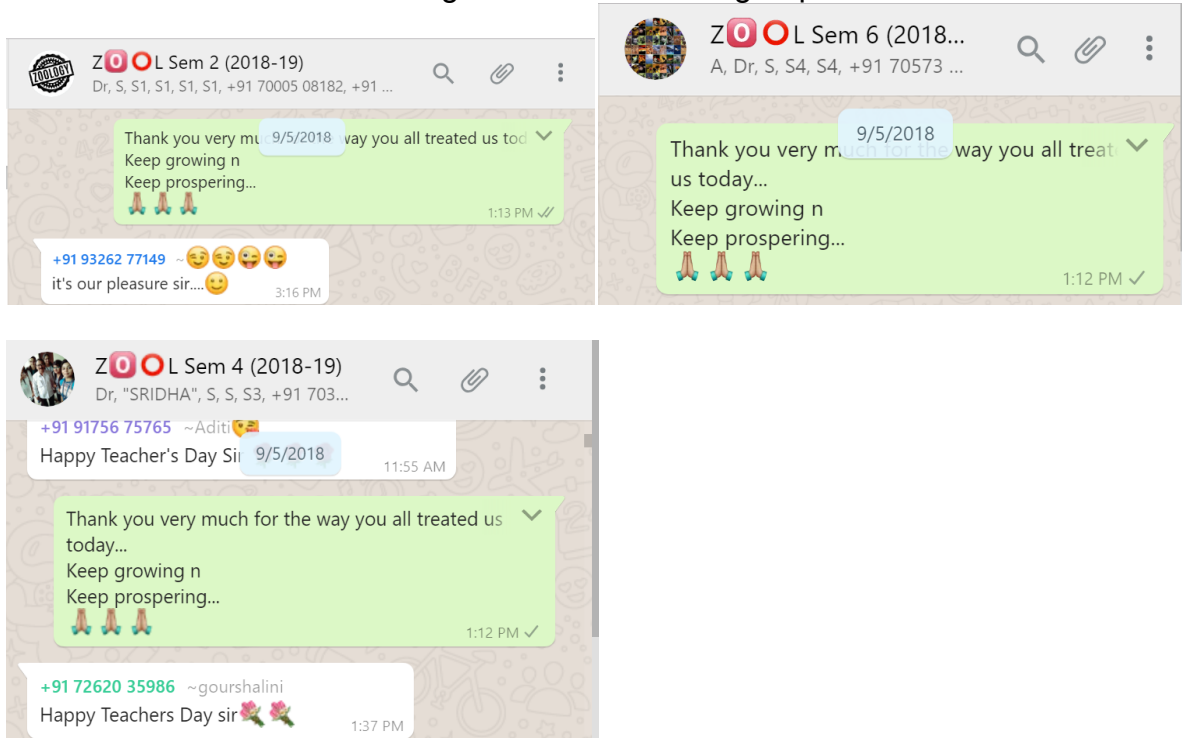 ZOOLOGY
Z🅾️⭕L Sem 2 (2018-19)
Dr, S, S1, S1, S1, S1, +91 70005 08182, +91 ...
9/5/2018
Thank you very way you all treated us
Keep growing n
Keep prospering...
🙏🙏🙏
1:13 PM
+91 93262 77149 ~😏😏😜😜
it's our pleasure sir....🙂
3:16 PM
Z🅾️⭕L Sem 6 (2018...
A, Dr, S, S4, S4, +91 70573 ...
9/5/2018
Thank you very much for the way you all treat
us today...
Keep growing n
Keep prospering...
🙏🙏🙏
1:12 PM
Z🅾️⭕L Sem 4 (2018-19)
Dr, "SRIDHA", S, S, S3, +91 703...
+91 91756 75765 ~Aditi😘
Happy Teacher's Day Sir
9/5/2018
11:55 AM
Thank you very much for the way you all treated us
today...
Keep growing n
Keep prospering...
🙏🙏🙏
1:12 PM
+91 72620 35986 ~gourshalini
Happy Teachers Day sir💐💐
1:37 PM